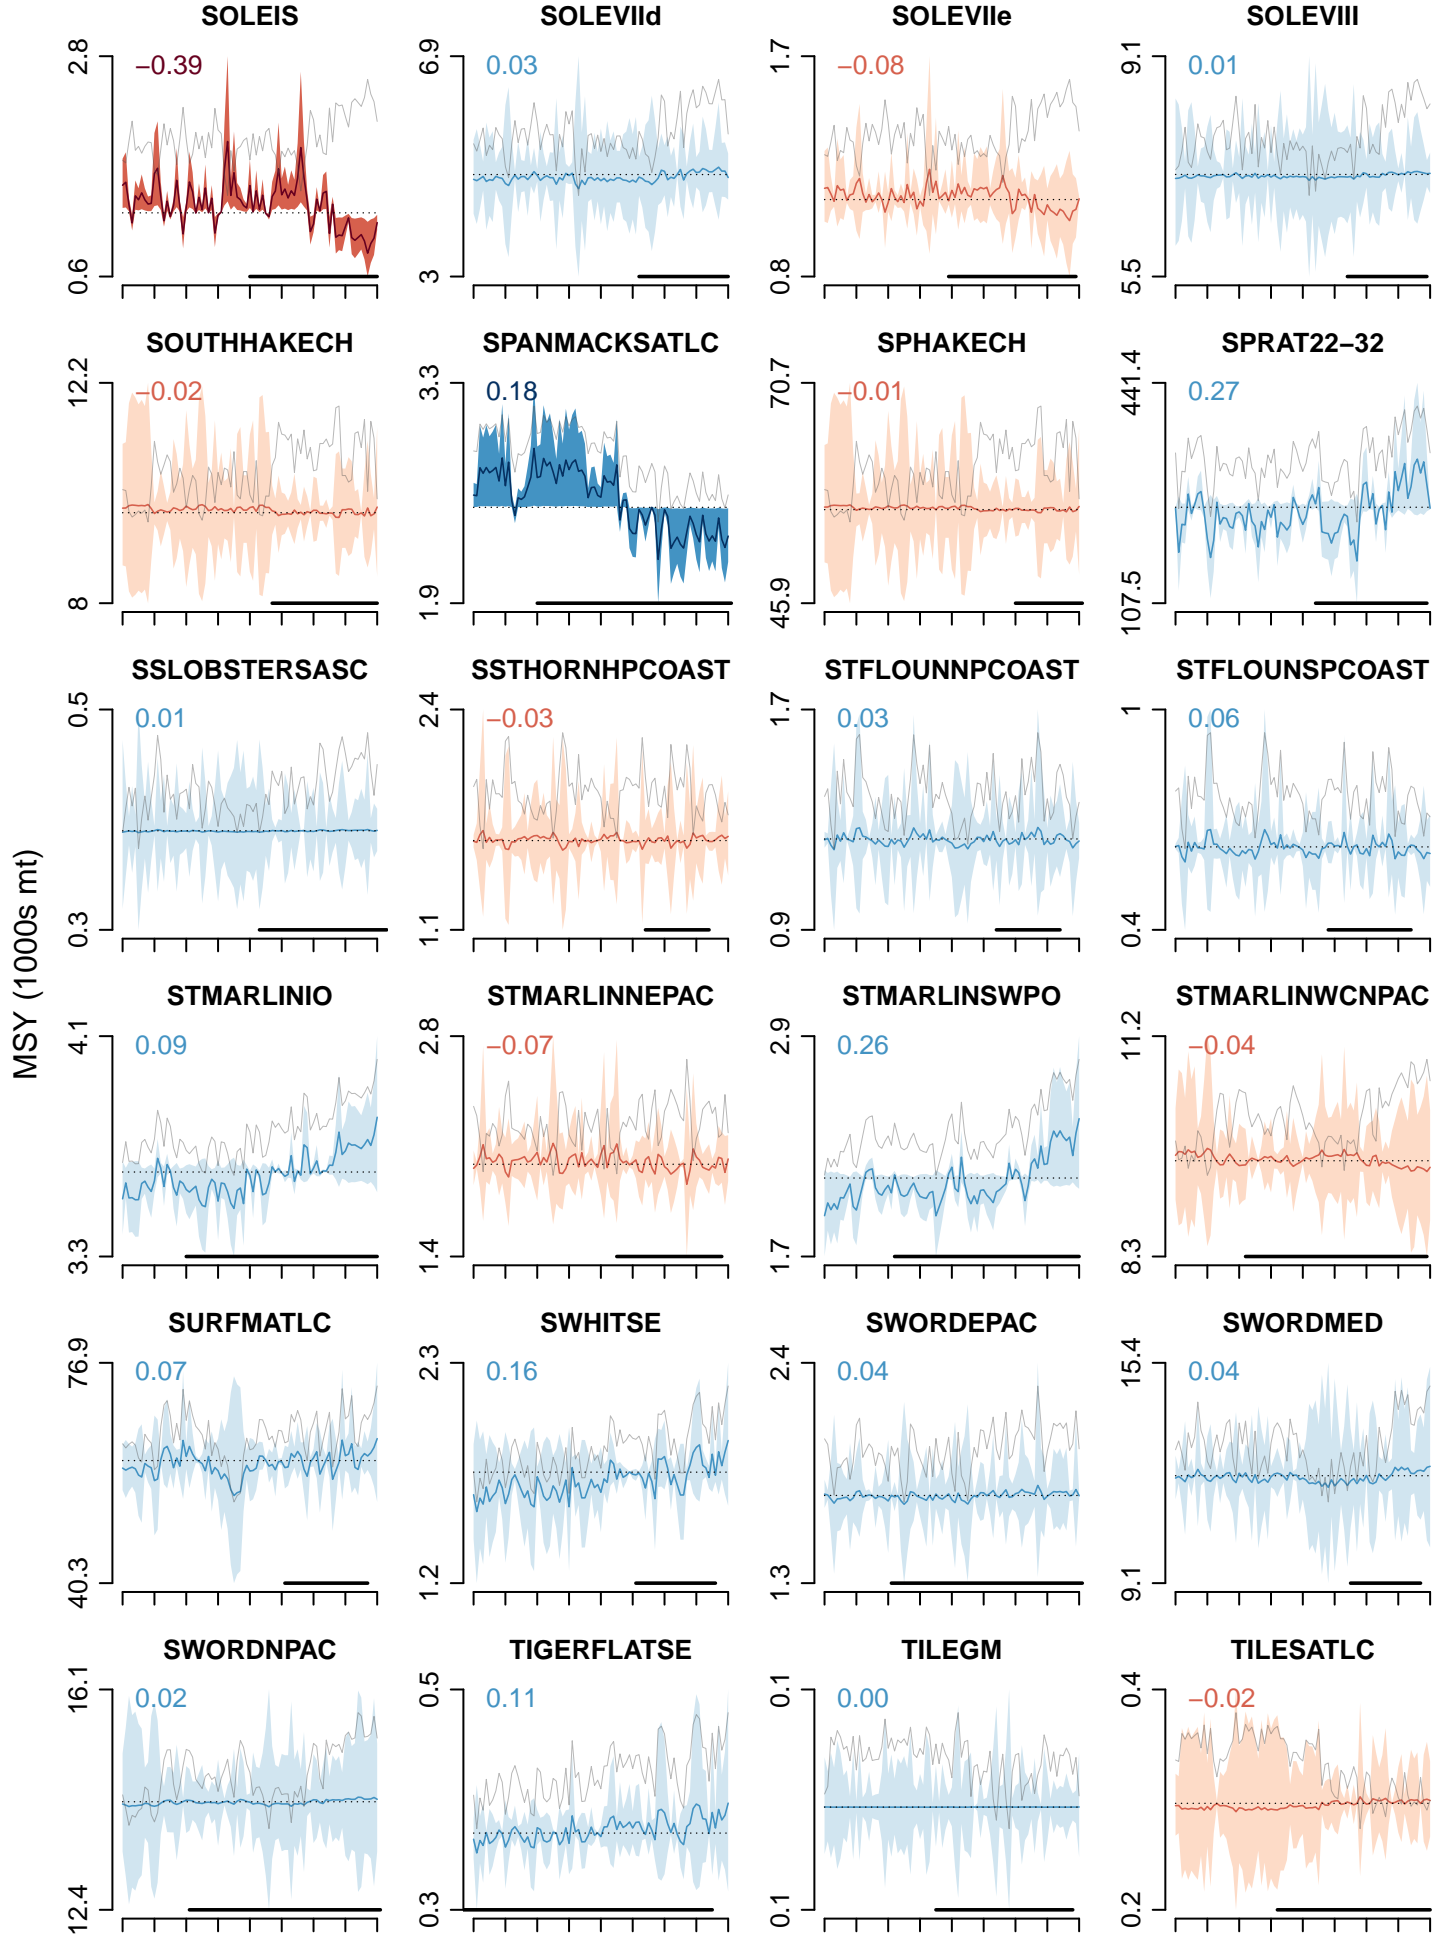 SOLEIS SOLEVIId SOLEVIIe SOLEVIII
2.8 −0.39 6.9 0.03 1.7 −0.08 9.1 0.01
0.6 3 0.8 5.5
SOUTHHAKECH SPANMACKSATLC SPHAKECH SPRAT22−32
12.2 −0.02 3.3 0.18 70.7 −0.01 441.4 0.27
8 1.9 45.9 107.5
SSLOBSTERSASC SSTHORNHPCOAST STFLOUNNPCOAST STFLOUNSPCOAST
0.5 0.01 2.4 −0.03 1.7 0.03 1 0.06
0.3 1.1 0.9 0.4
MSY (1000s mt)
STMARLINIO STMARLINNEPAC STMARLINSWPO STMARLINWCNPAC
4.1 0.09 2.8 −0.07 2.9 0.26 11.2 −0.04
3.3 1.4 1.7 8.3
SURFMATLC SWHITSE SWORDEPAC SWORDMED
76.9 0.07 2.3 0.16 2.4 0.04 15.4 0.04
40.3 1.2 1.3 9.1
SWORDNPAC TIGERFLATSE TILEGM TILESATLC
16.1 0.02 0.5 0.11 0.1 0.00 0.4 −0.02
12.4 0.3 0.1 0.2